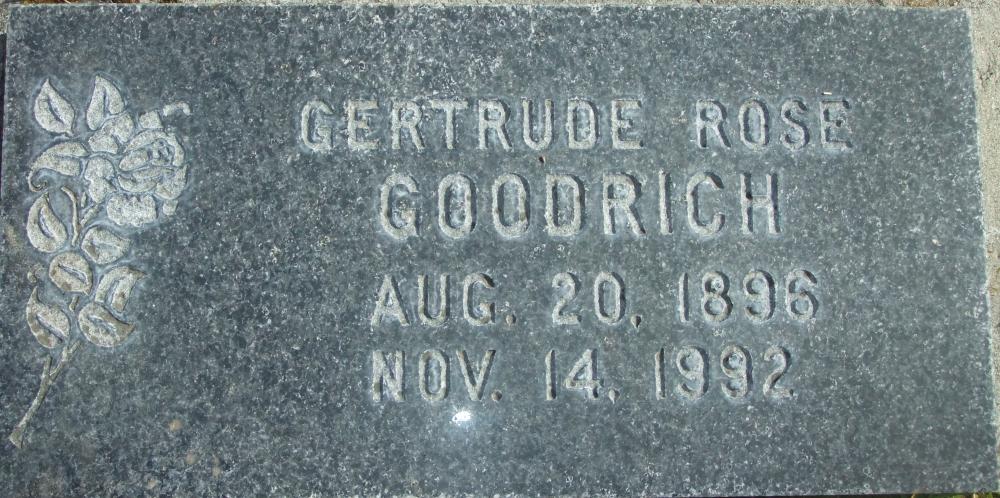 GERTRUDE ROSE
GOODRICH
AUG. 20, 1896
NOV. 14, 1992